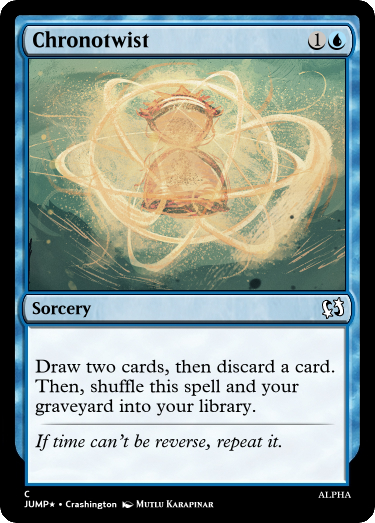 Chronotwist 1
Sorcery
Draw two cards, then discard a card.
Then, shuffle this spell and your
graveyard into your library.
If time can't be reverse, repeat it.
C
JUMP★ • Crashington Mutlu Karapinar
ALPHA